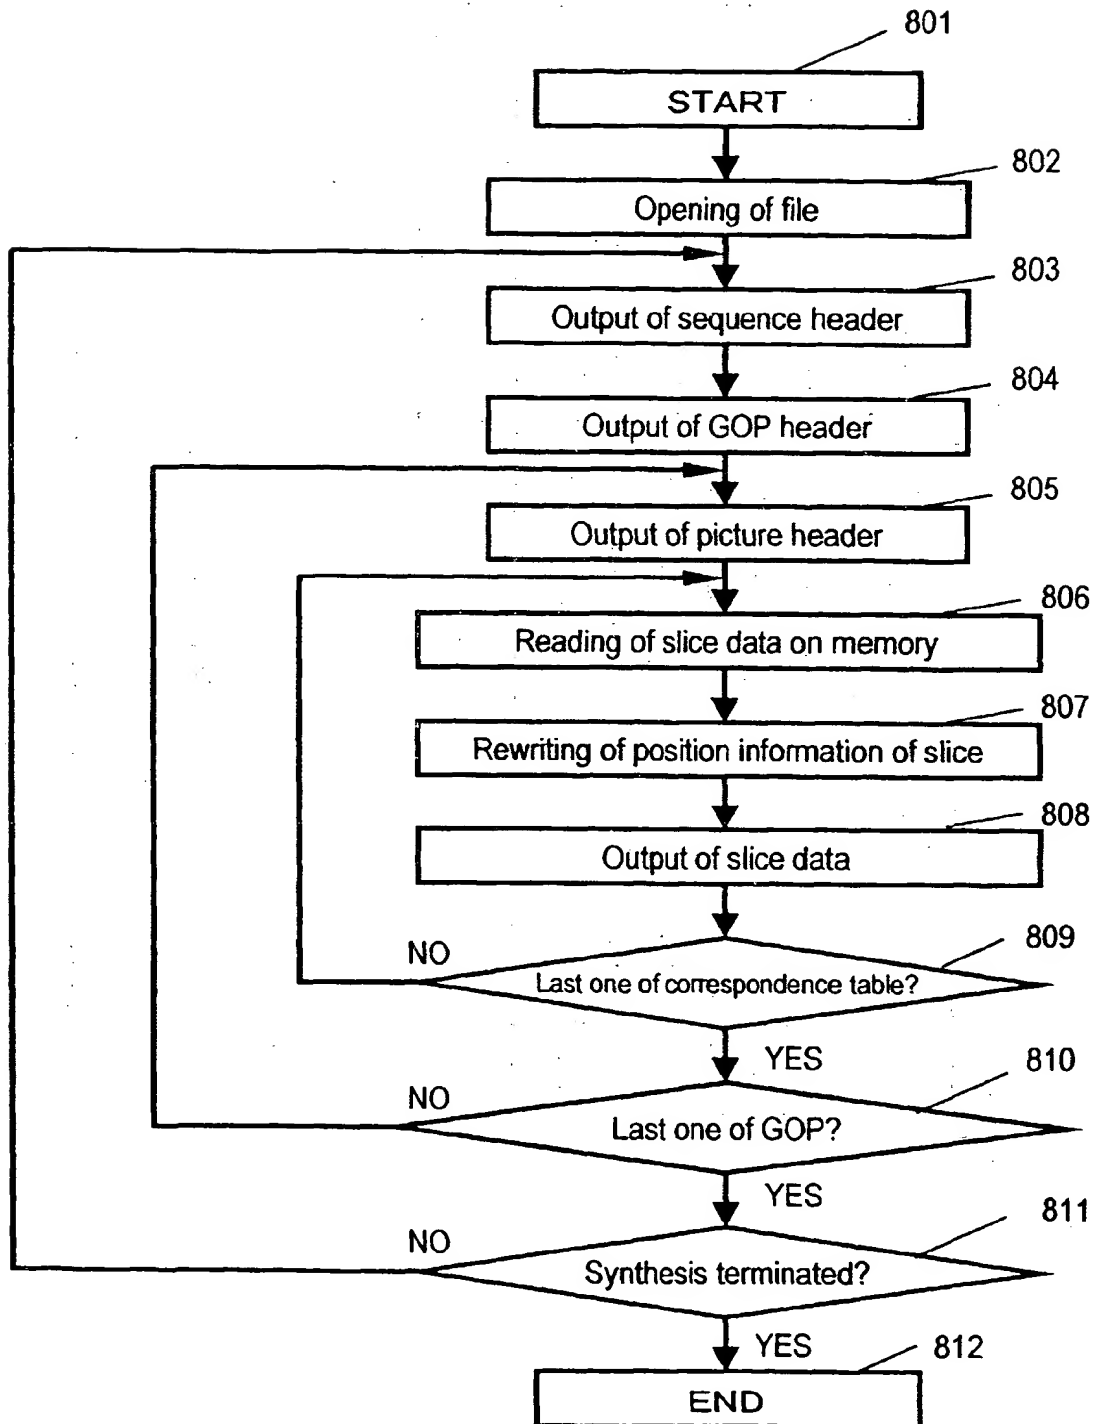 801
START
802
Opening of file
803
Output of sequence header
804
Output of GOP header
805
Output of picture header
806
Reading of slice data on memory
807
Rewriting of position information of slice
808
Output of slice data
809
NO
Last one of correspondence table?
YES
810
NO
Last one of GOP?
YES
811
NO
Synthesis terminated?
YES
812
END